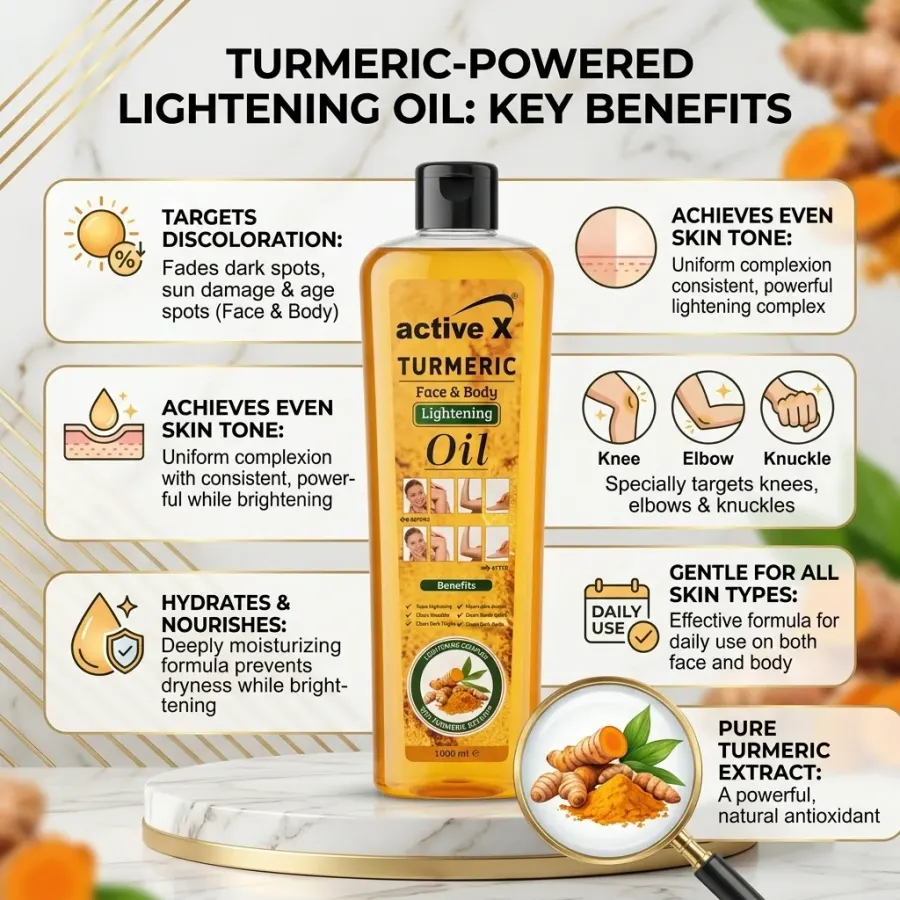 TURMERIC-POWERED
LIGHTENING OIL: KEY BENEFITS
TARGETS
DISCOLORATION:
Fades dark spots,
sun damage & age
spots (Face & Body)
%
ACHIEVES EVEN
SKIN TONE:
Uniform complexion
with consistent, power-
ful while brightening
HYDRATES &
NOURISHES:
Deeply moisturizing
formula prevents
dryness while bright-
tening
active X®
TURMERIC
Face & Body
Lightening
Oil
Benefits
LIGHTENING COMPLEX
WITH TURMERIC
1000 ml e
ACHIEVES EVEN
SKIN TONE:
Uniform complexion
consistent, powerful
lightening complex
Knee Elbow Knuckle
Specially targets knees,
elbows & knuckles
DAILY
USE
GENTLE FOR ALL
SKIN TYPES:
Effective formula for
daily use on both
face and body
PURE
TURMERIC
EXTRACT:
A powerful,
natural antioxidant